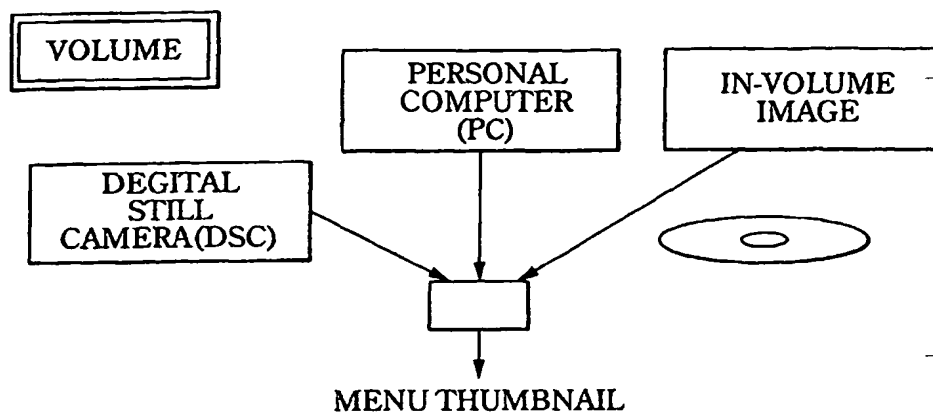 VOLUME
PERSONAL
COMPUTER
(PC)
IN-VOLUME
IMAGE
DEGITAL
STILL
CAMERA(DSC)
MENU THUMBNAIL